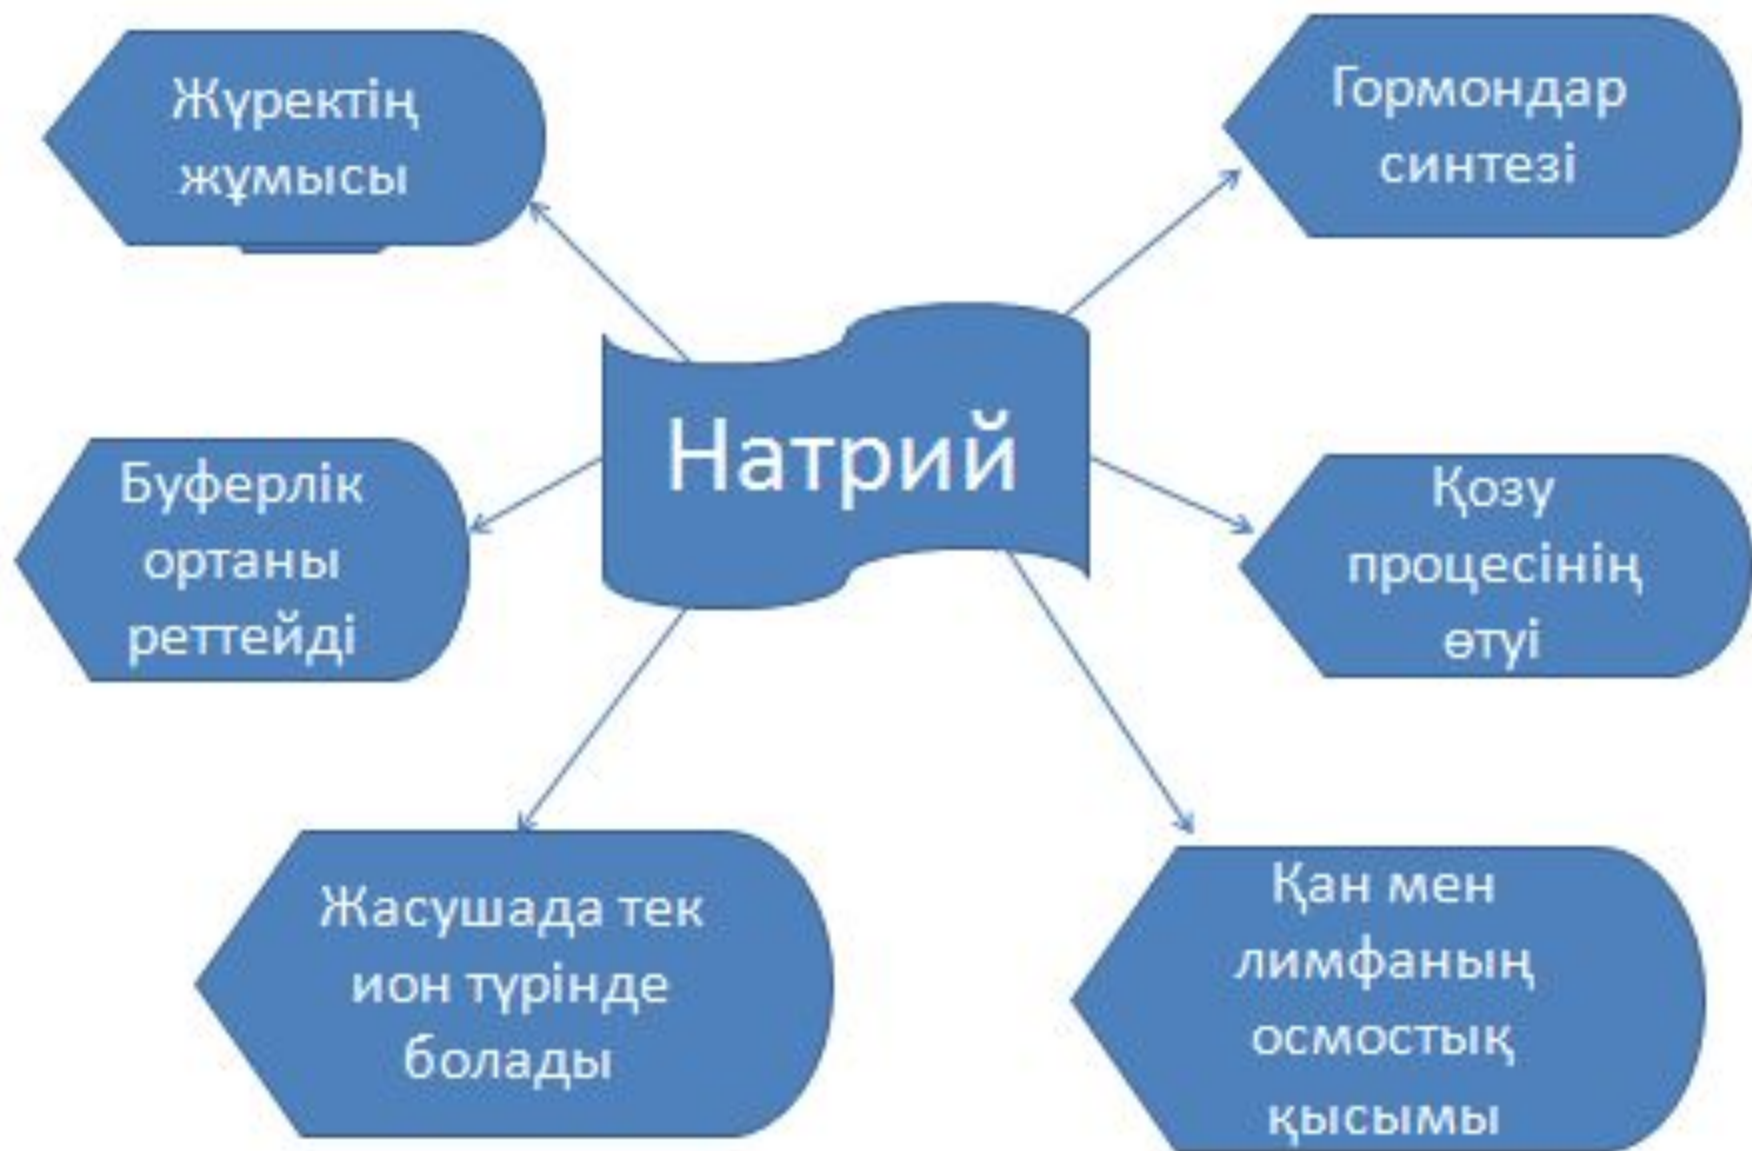 Жүректің
жұмысы
Гормондар
синтезі
Натрий
Буферлік
ортаны
реттейді
Қозу
процесінің
өтуі
Жасушада тек
ион түрінде
болады
Қан мен
лимфаның
осмостық
қысымы